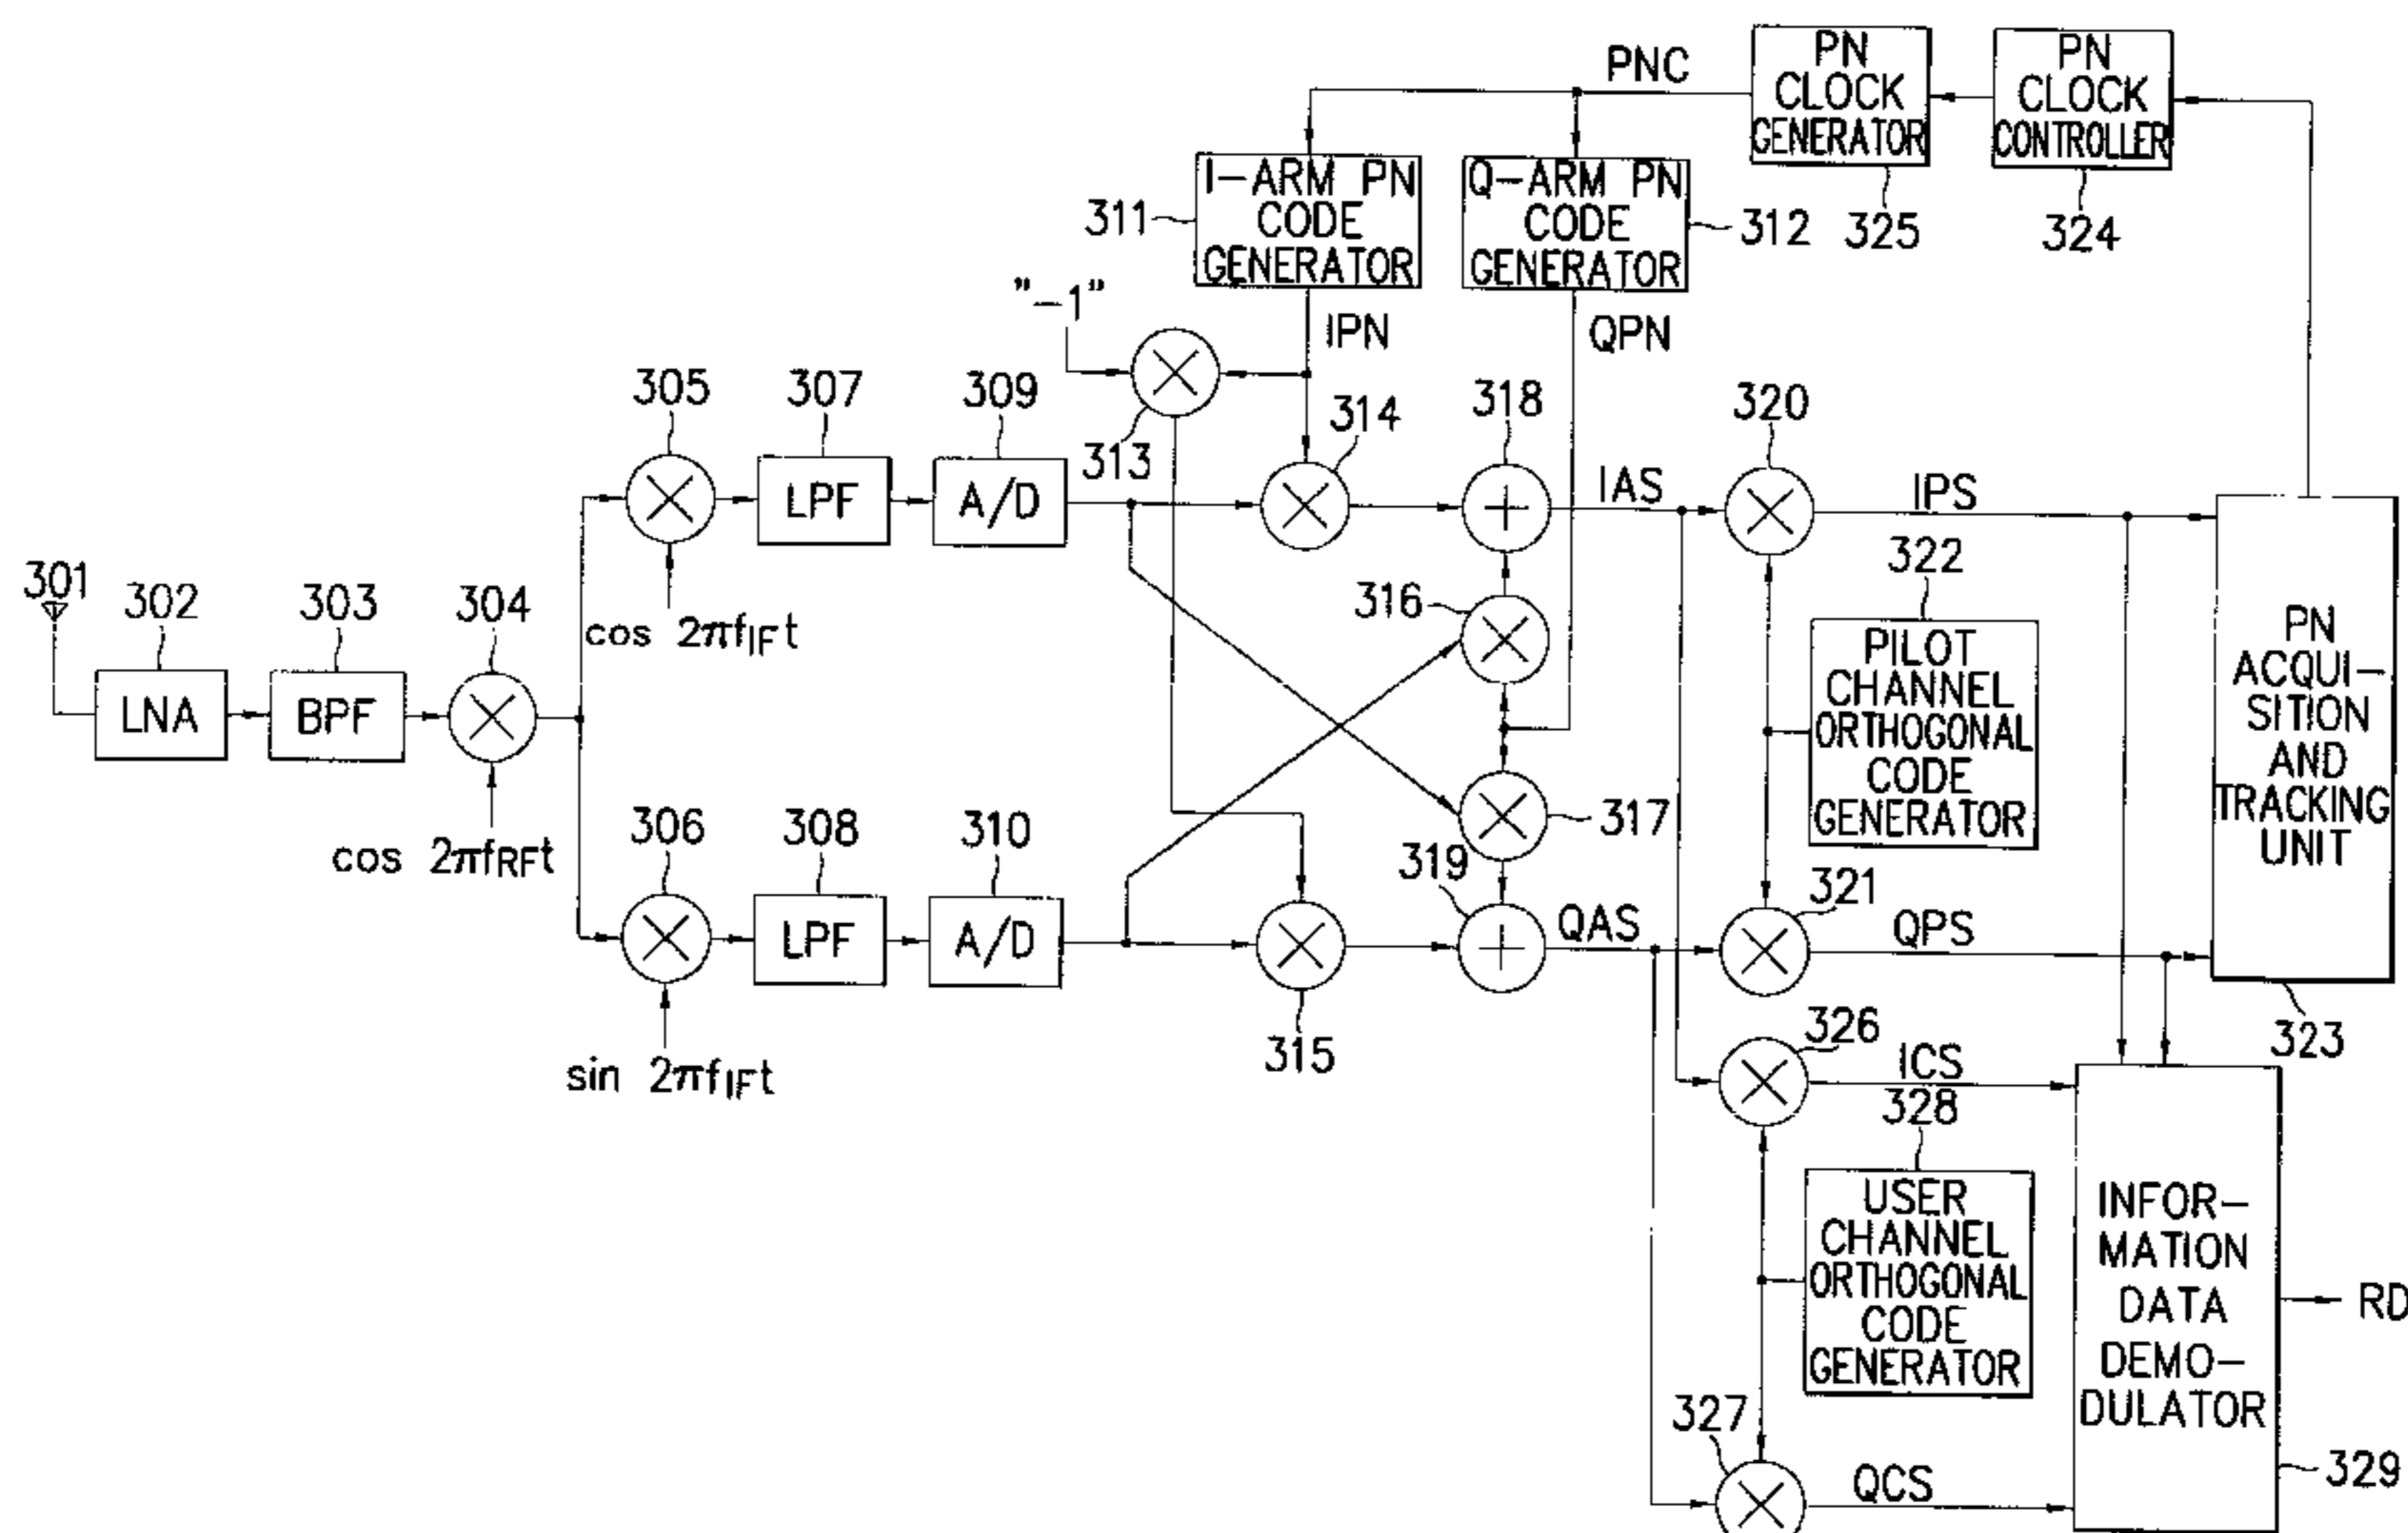 PNC
PN
CLOCK
GENERATOR
325
PN
CLOCK
CONTROLLER
324
I-ARM PN
CODE
GENERATOR
311
Q-ARM PN
CODE
GENERATOR
312
"-1"
IPN
QPN
313
305
307
LPF
309
A/D
314
318
IAS
320
IPS
cos 2πfIFt
301
302
LNA
303
BPF
304
cos 2πfRFt
316
322
PILOT
CHANNEL
ORTHOGONAL
CODE
GENERATOR
PN
ACQUI-
SITION
AND
TRACKING
UNIT
323
306
308
LPF
310
A/D
317
319
QAS
321
QPS
sin 2πfIFt
315
326
ICS
328
USER
CHANNEL
ORTHOGONAL
CODE
GENERATOR
INFOR-
MATION
DATA
DEMO-
DULATOR
RD
327
QCS
329